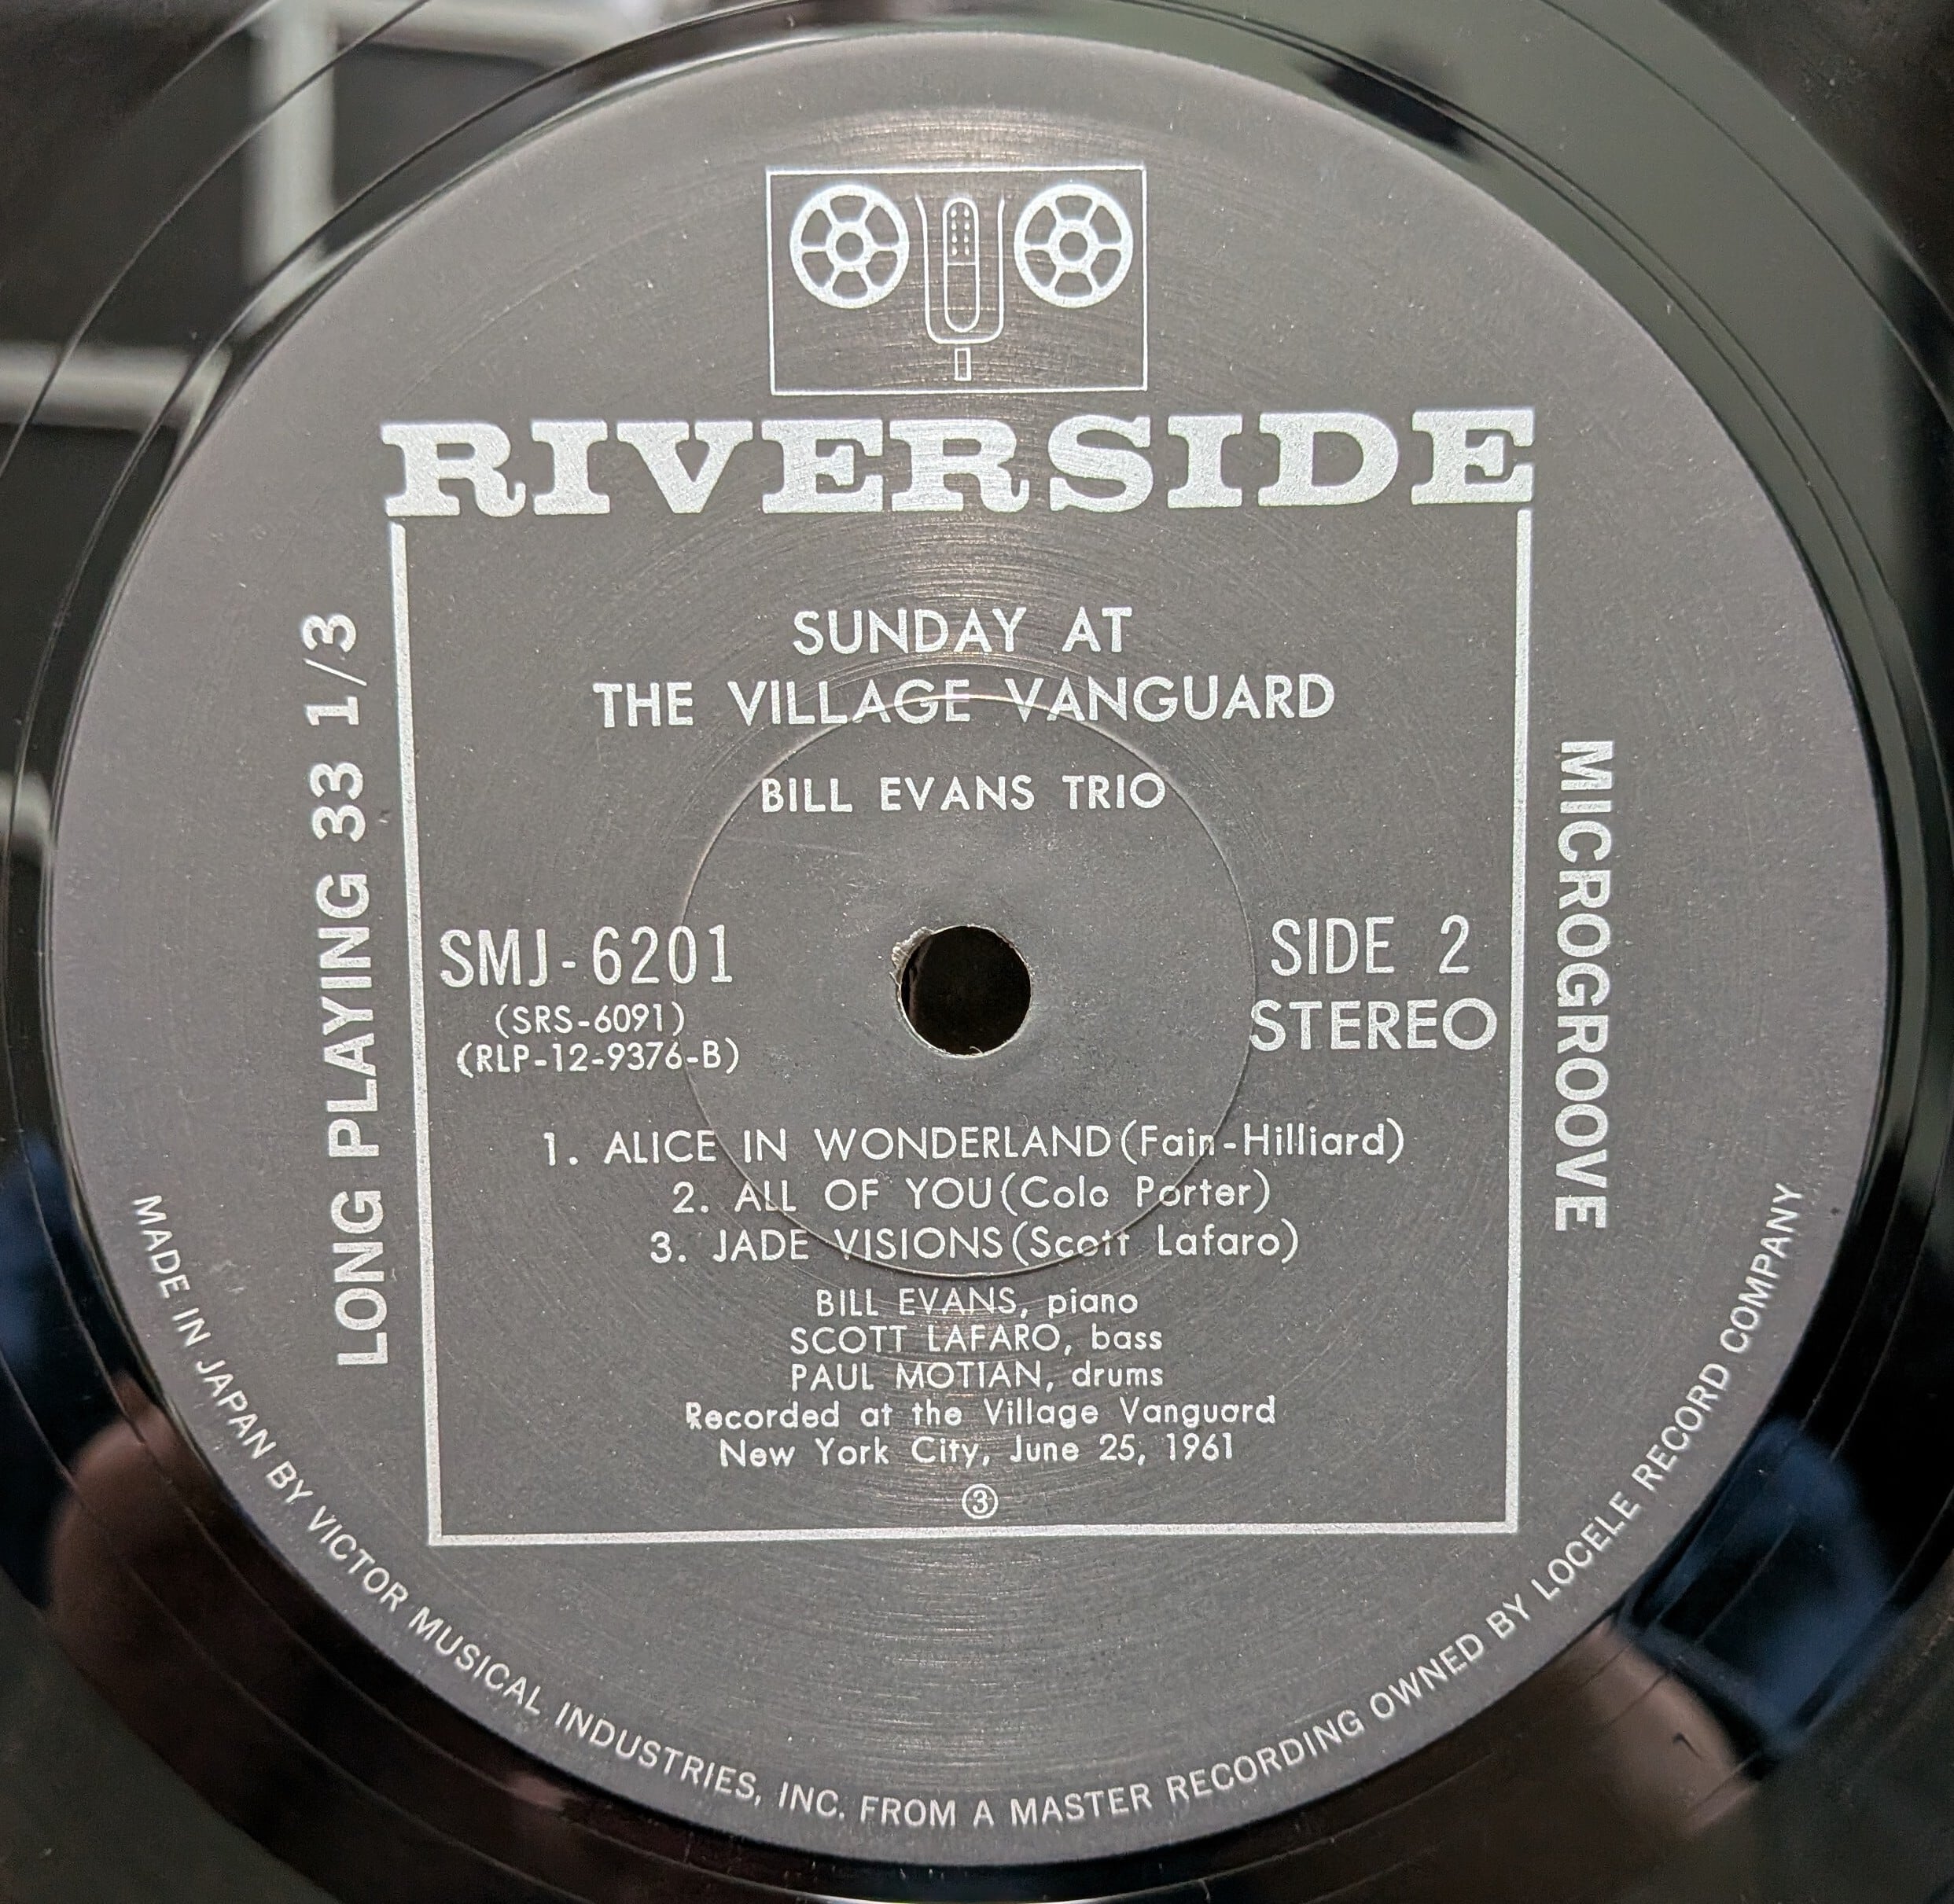 RIVERSIDE
SUNDAY AT
THE VILLAGE VANGUARD
BILL EVANS TRIO
SMJ-6201
(SRS-6091)
(RLP-12-9376-B)
SIDE 2
STEREO
1. ALICE IN WONDERLAND(Fain-Hilliard)
2. ALL OF YOU(Cole Porter)
3. JADE VISIONS(Scott Lafaro)
BILL EVANS, piano
SCOTT LAFARO, bass
PAUL MOTIAN, drums
Recorded at the Village Vanguard
New York City, June 25, 1961
③
LONG PLAYING 33 1/3
MICROGROOVE
MADE IN JAPAN BY VICTOR MUSICAL INDUSTRIES, INC. FROM A MASTER RECORDING OWNED BY LOCELE RECORD COMPANY